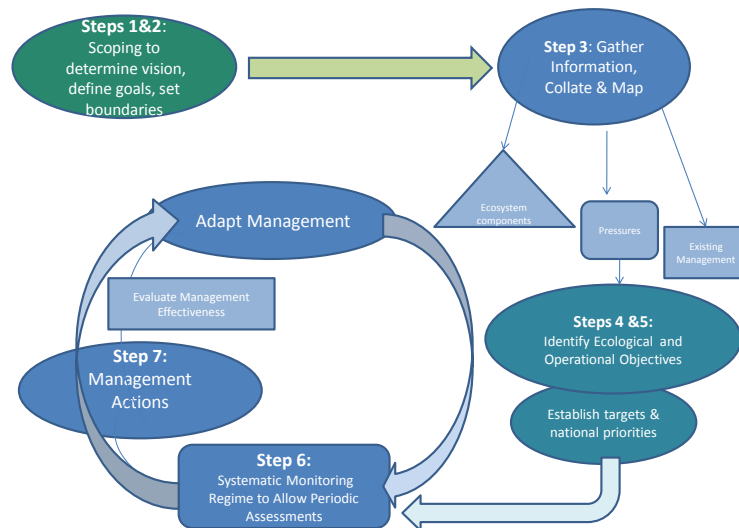 Steps 1&2:
Scoping to
determine vision,
define goals, set
boundaries
Step 3: Gather
Information,
Collate & Map
Ecosystem
components
Pressures
Existing
Management
Adapt Management
Evaluate Management
Effectiveness
Steps 4 &5:
Identify Ecological and
Operational Objectives
Step 7:
Management
Actions
Establish targets &
national priorities
Step 6:
Systematic Monitoring
Regime to Allow Periodic
Assessments